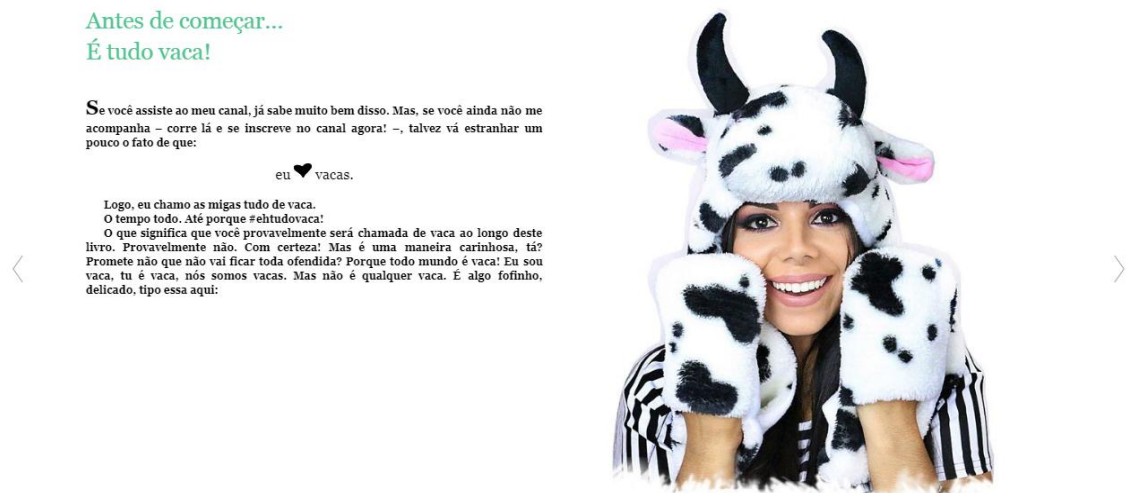 Antes de começar...
É tudo vaca!
Se você assiste ao meu canal, já sabe muito bem disso. Mas, se você ainda não me
acompanha – corre lá e se inscreve no canal agora! –, talvez vá estranhar um
pouco o fato de que:
eu ♥ vacas.
Logo, eu chamo as migas tudo de vaca.
O tempo todo. Até porque #ehtudovaca!
O que significa que você provavelmente será chamada de vaca ao longo deste
livro. Provavelmente não. Com certeza! Mas é uma maneira carinhosa, tá?
Promete não que não vai ficar toda ofendida? Porque todo mundo é vaca! Eu sou
vaca, tu é vaca, nós somos vacas. Mas não é qualquer vaca. É algo fofinho,
delicado, tipo essa aqui: